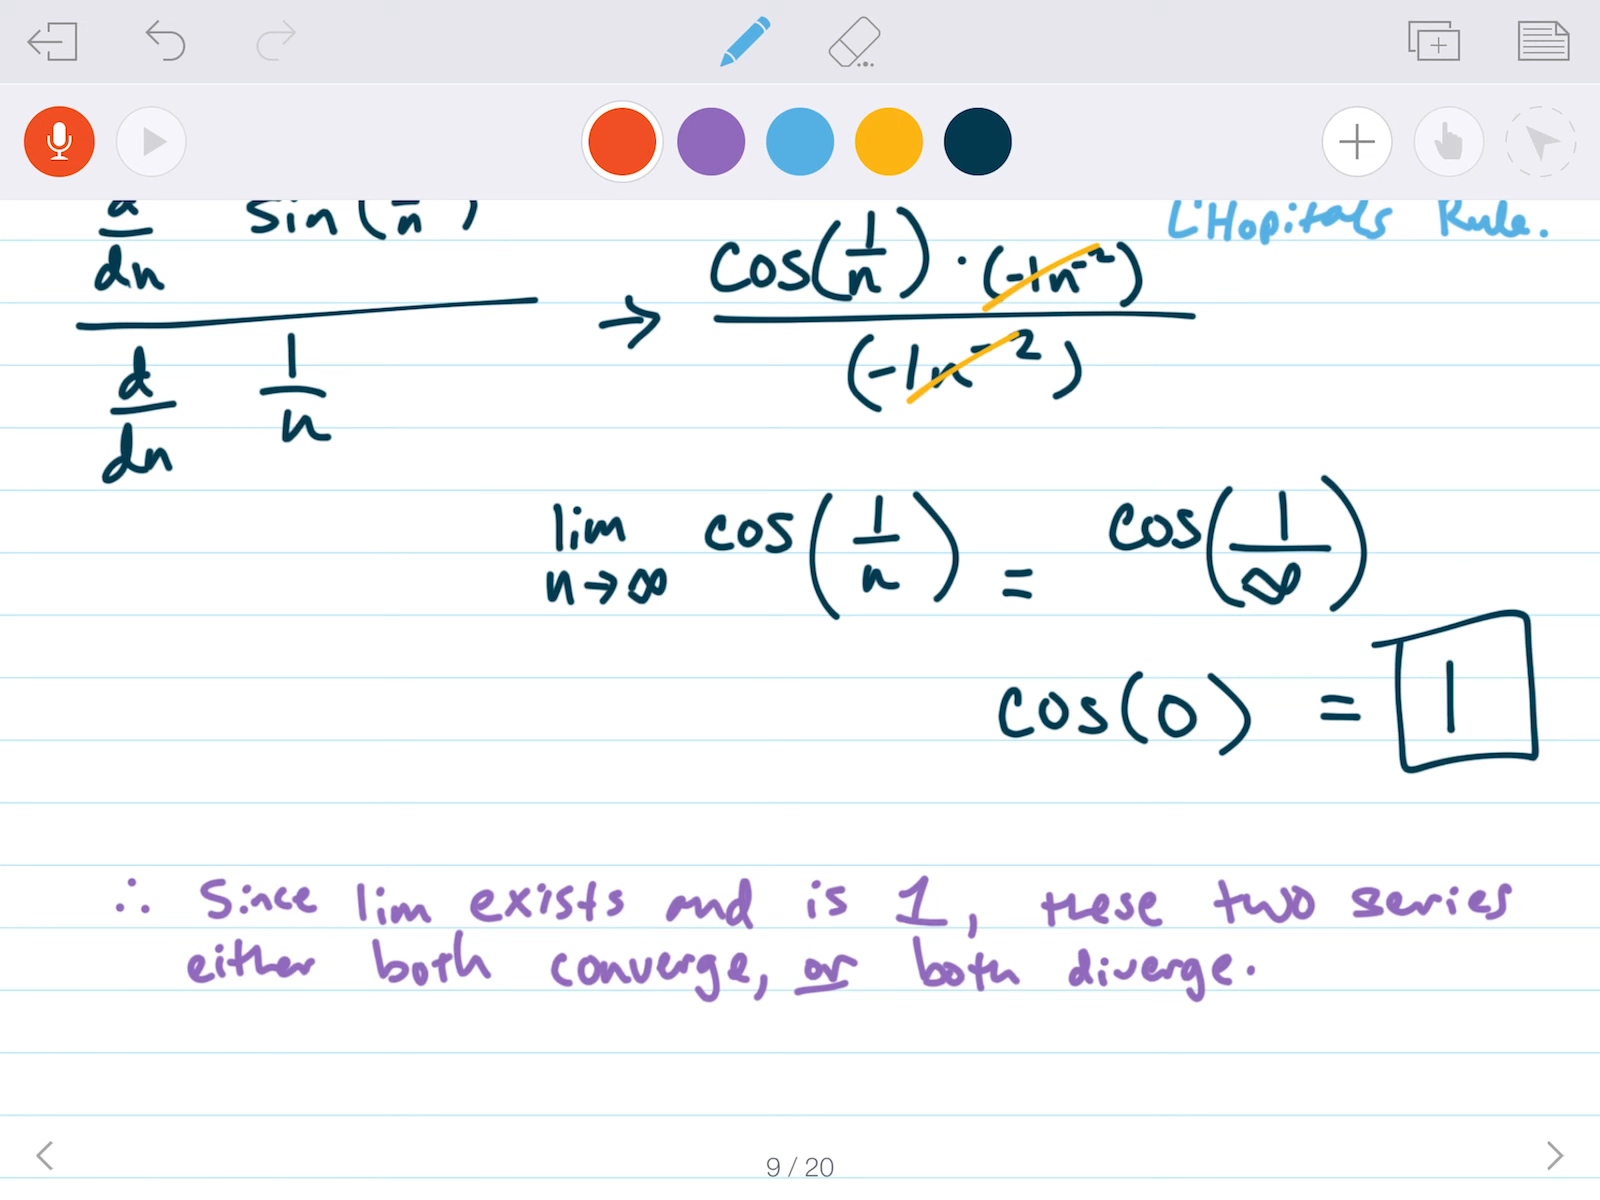 d/dn sin(1/n) L'Hopitals Rule.
cos(1/n) · (-1n⁻²)
d/dn 1/n → (-1n⁻²)
lim n→∞ cos(1/n) = cos(1/∞)
cos(0) = 1
∴ Since lim exists and is 1, these two series
either both converge, or both diverge.
9 / 20